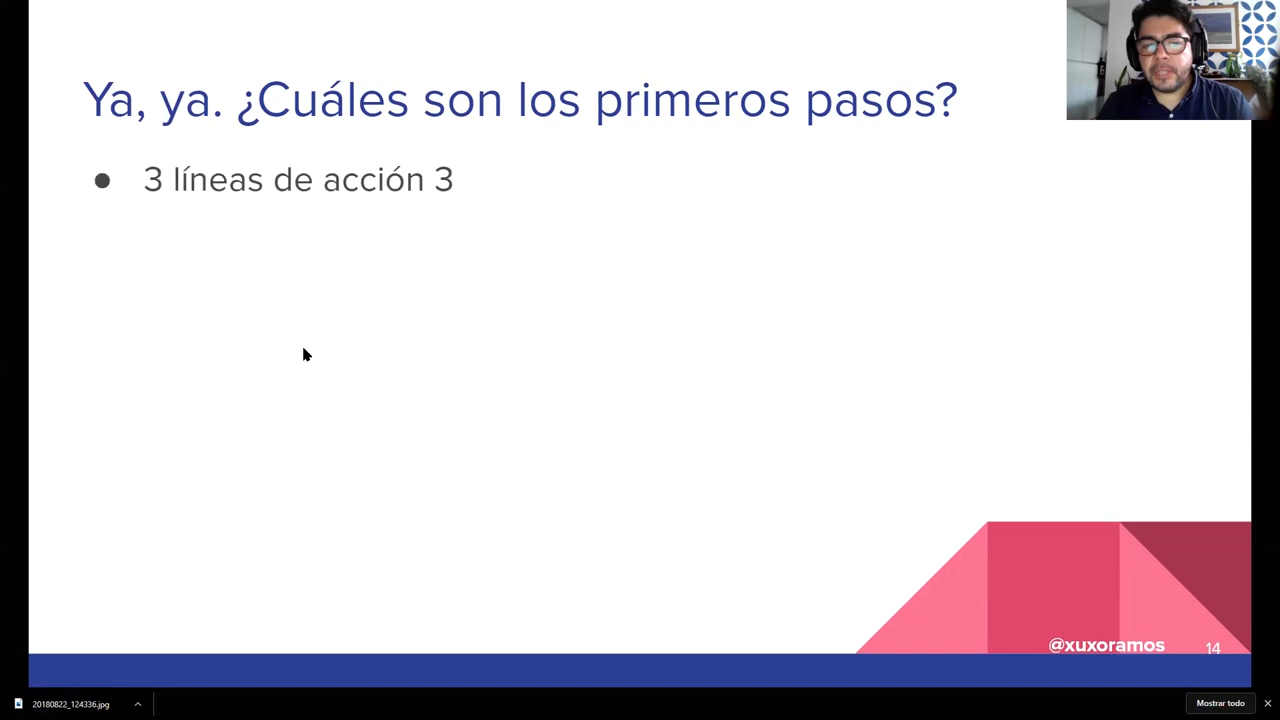 Ya, ya. ¿Cuáles son los primeros pasos?
● 3 líneas de acción 3
@xuxoramos
14
20180822_124336.jpg
Mostrar todo